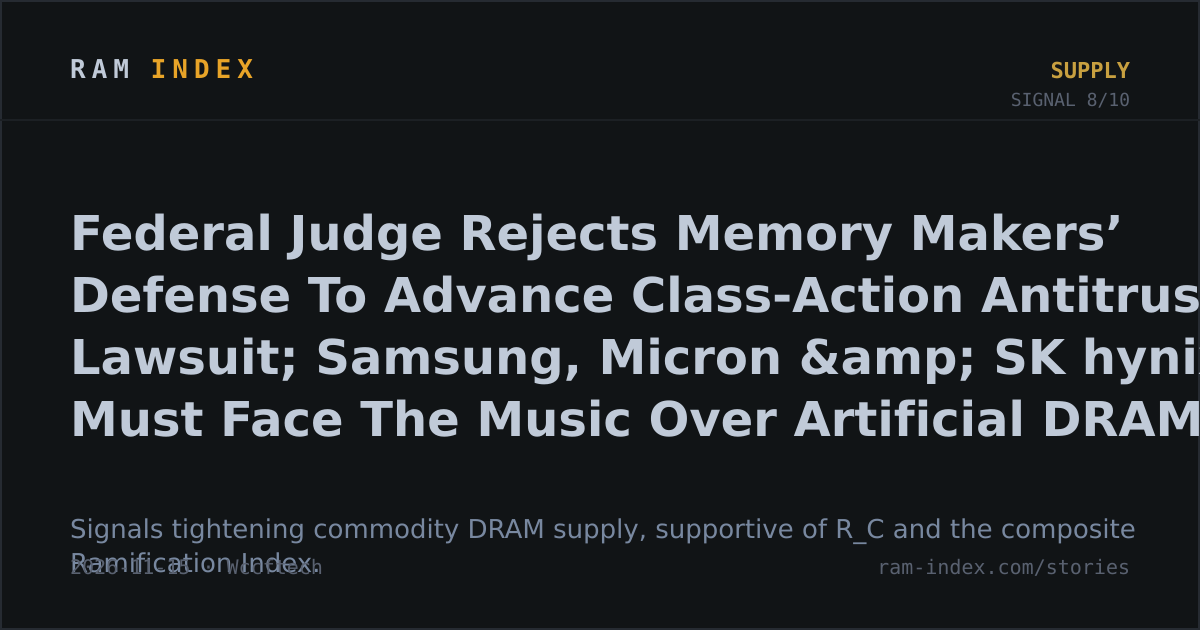 RAM INDEX
SUPPLY
SIGNAL 8/10
Federal Judge Rejects Memory Makers’
Defense To Advance Class-Action Antitrus
Lawsuit; Samsung, Micron &amp; SK hynix
Must Face The Music Over Artificial DRAM
Signals tightening commodity DRAM supply, supportive of R_C and the composite
Ramification Index.
Wccftech
ram-index.com/stories